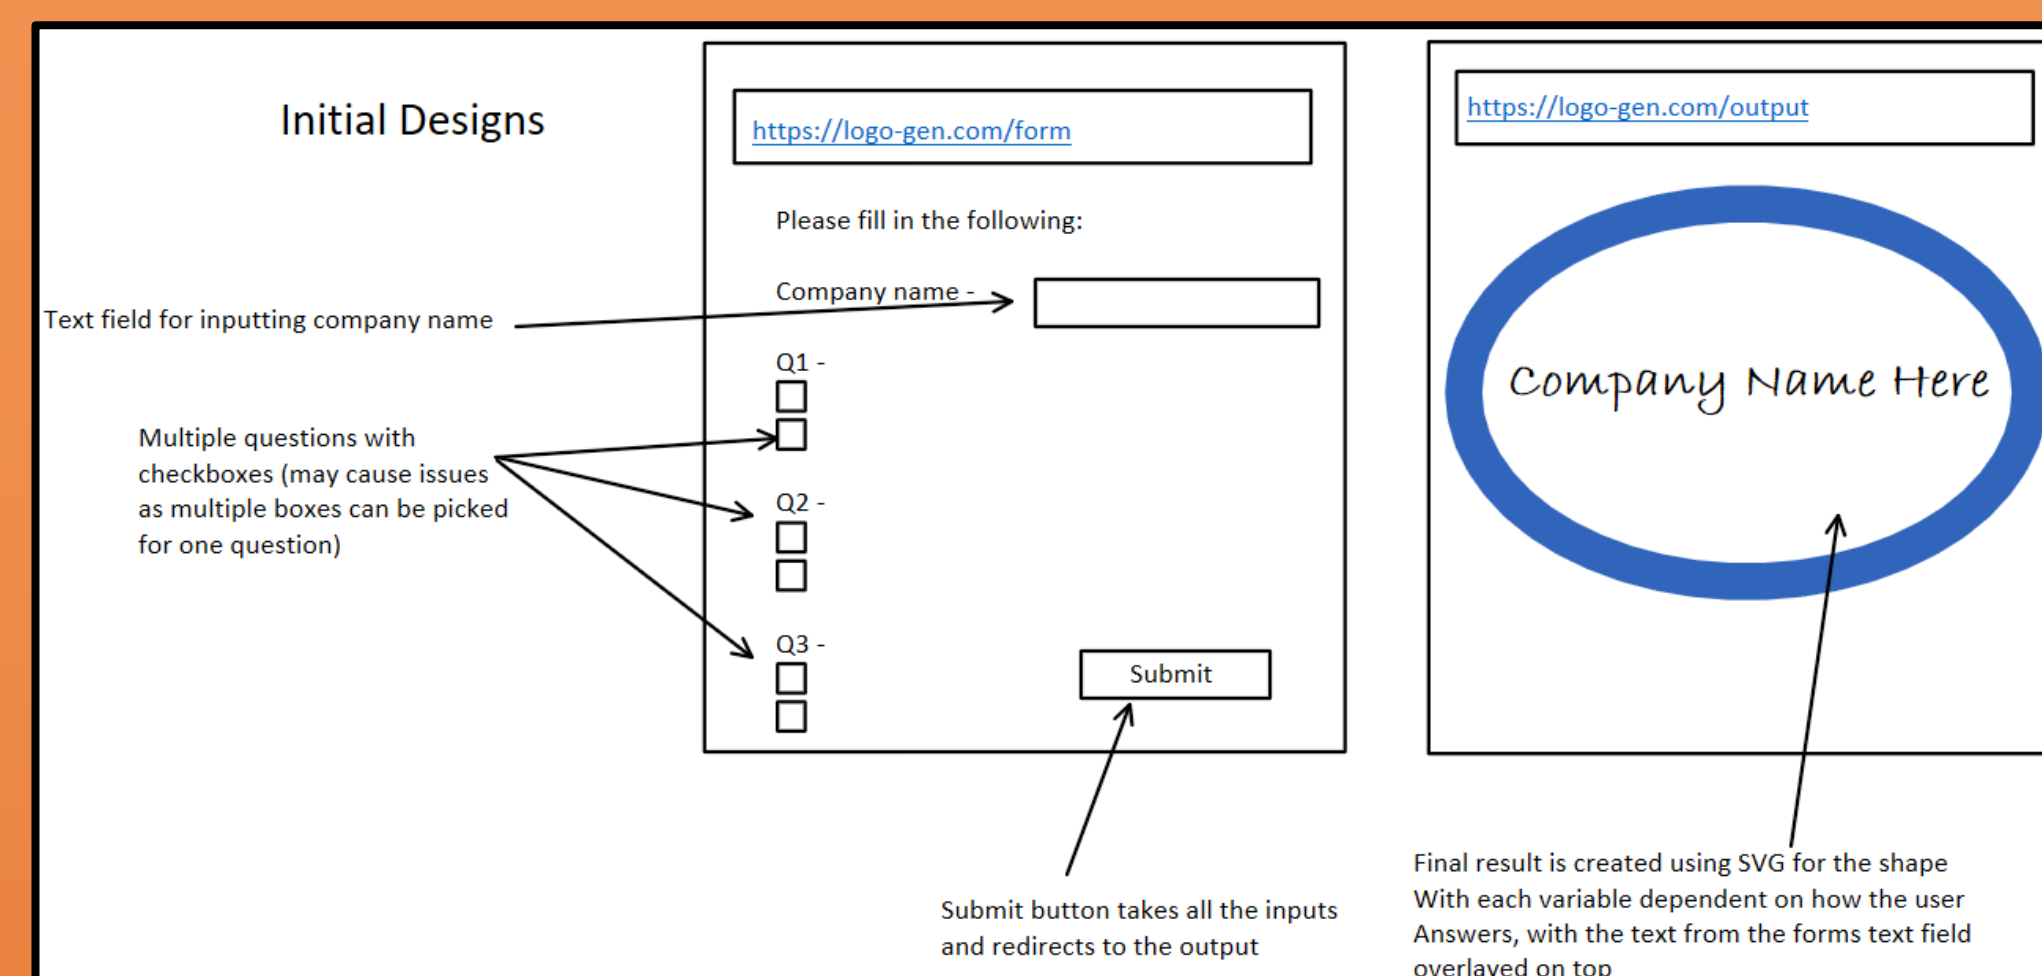 Initial Designs
https://logo-gen.com/form
Please fill in the following:
Company name -
Q1 -
Q2 -
Q3 -
Submit
Text field for inputting company name
Multiple questions with
checkboxes (may cause issues
as multiple boxes can be picked
for one question)
Submit button takes all the inputs
and redirects to the output
https://logo-gen.com/output
Company Name Here
Final result is created using SVG for the shape
With each variable dependent on how the user
Answers, with the text from the forms text field
overlayed on top